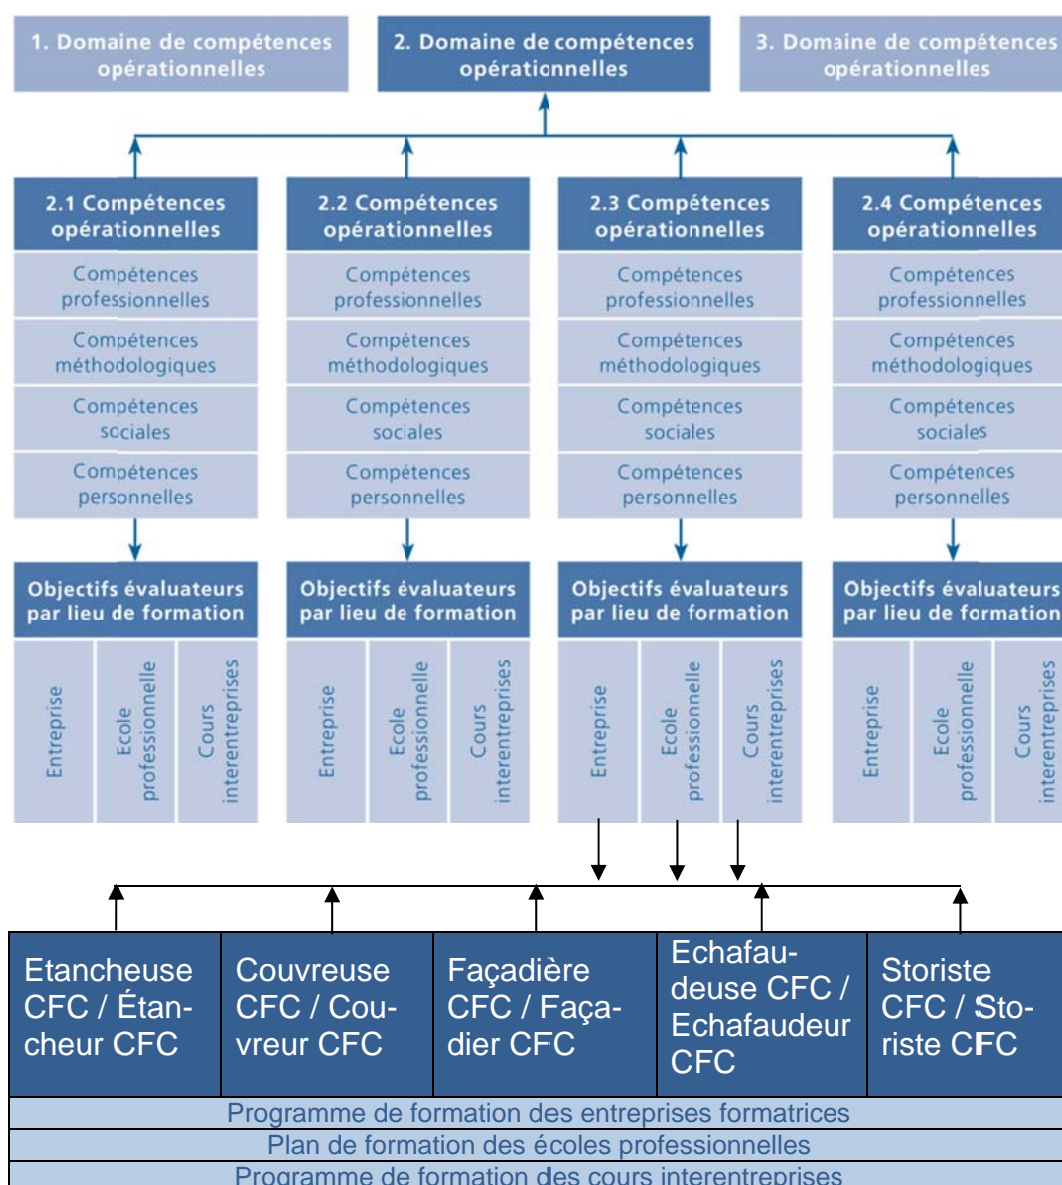 1. Domaine de compétences
opérationnelles
2. Domaine de compétences
opérationnelles
3. Domaine de compétences
opérationnelles
2.1 Compétences
opérationnelles
Compétences
professionnelles
Compétences
méthodologiques
Compétences
sociales
Compétences
personnelles
Objectifs évaluateurs
par lieu de formation
Entreprise
Ecole
professionnelle
Cours
interentreprises
2.2 Compétences
opérationnelles
Compétences
professionnelles
Compétences
méthodologiques
Compétences
sociales
Compétences
personnelles
Objectifs évaluateurs
par lieu de formation
Entreprise
Ecole
professionnelle
Cours
interentreprises
2.3 Compétences
opérationnelles
Compétences
professionnelles
Compétences
méthodologiques
Compétences
sociales
Compétences
personnelles
Objectifs évaluateurs
par lieu de formation
Entreprise
Ecole
professionnelle
Cours
interentreprises
2.4 Compétences
opérationnelles
Compétences
professionnelles
Compétences
méthodologiques
Compétences
sociales
Compétences
personnelles
Objectifs évaluateurs
par lieu de formation
Entreprise
Ecole
professionnelle
Cours
interentreprises
Etancheuse
CFC / Étan-
cheur CFC
Couvreuse
CFC / Cou-
vreur CFC
Façadière
CFC / Faça-
dier CFC
Echafau-
deuse CFC /
Echafaudeur
CFC
Storiste
CFC / Sto-
riste CFC
Programme de formation des entreprises formatrices
Plan de formation des écoles professionnelles
Programme de formation des cours interentreprises